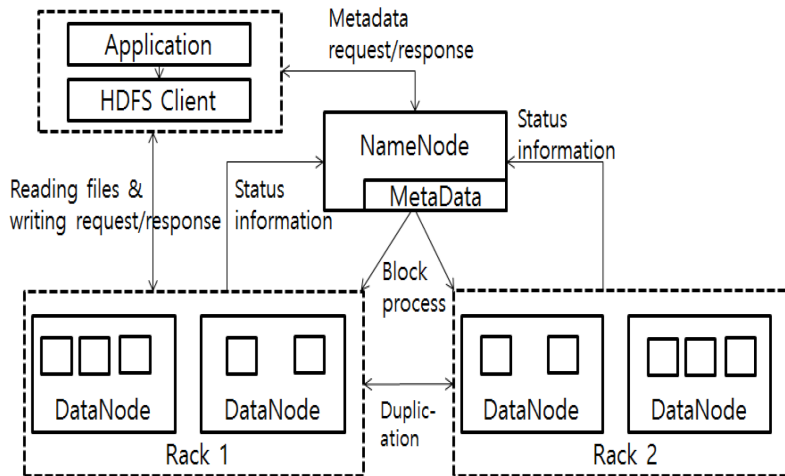 Application
HDFS Client
Metadata
request/response
NameNode
MetaData
Status
information
Reading files &
writing request/response
Status
information
Block
process
DataNode
DataNode
Rack 1
Duplic-
ation
DataNode
DataNode
Rack 2